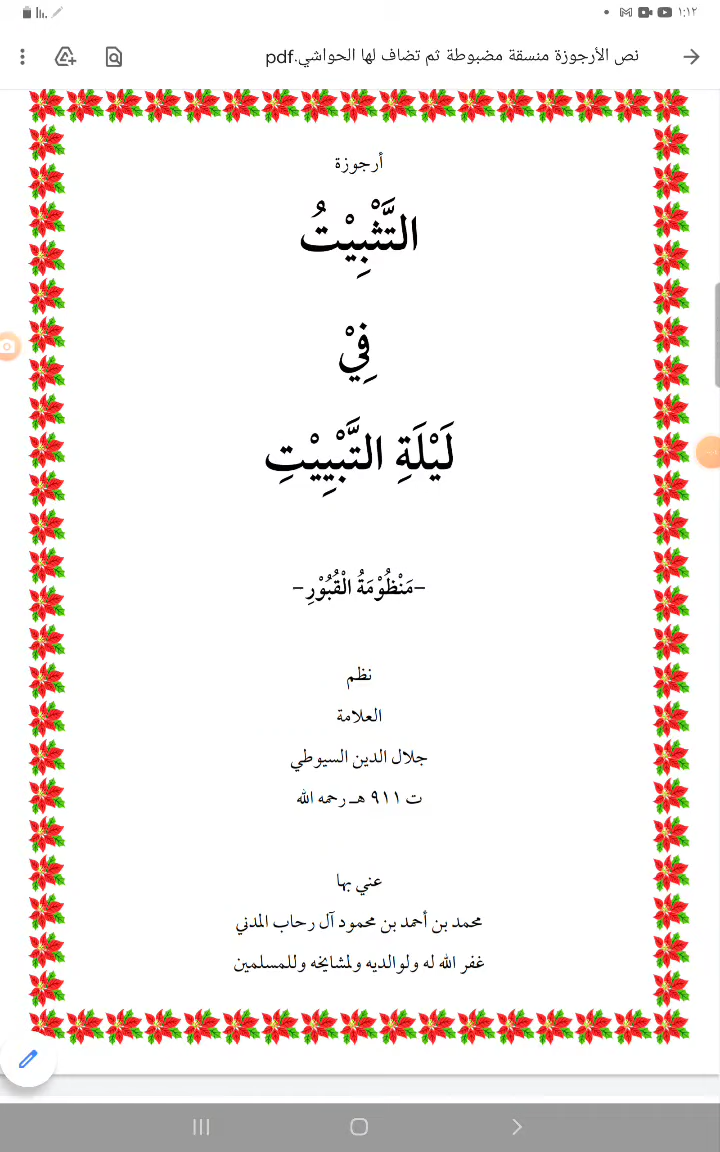 ١:١٢
نص الأرجوزة منسقة مضبوطة ثم تضاف لها الحواشي.pdf
أرجوزة
التَّثْبِيْتُ
فِيْ
لَيْلَةِ التَّبْيِيْتِ
–مَنْظُوْمَةُ الْقُبُوْرِ–
نظم
العلامة
جلال الدين السيوطي
ت ٩١١ هـ رحمه الله
عني بها
محمد بن أحمد بن محمود آل رحاب المدني
غفر الله له ولوالديه ولمشايخه وللمسلمين